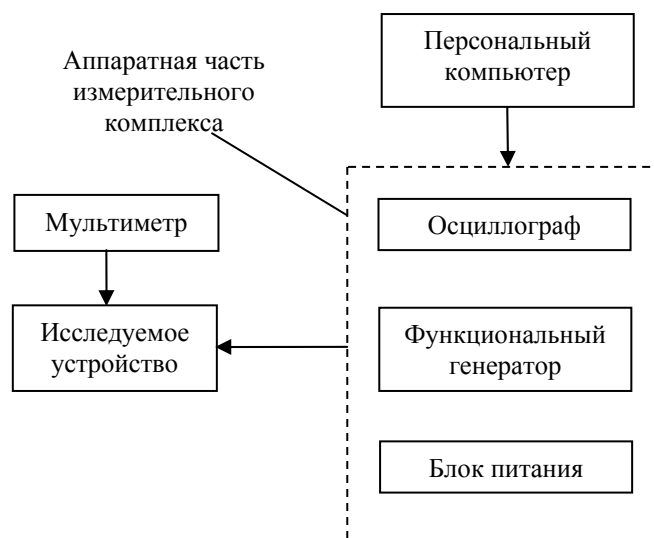 Персональный
компьютер
Аппаратная часть
измерительного
комплекса
Мультиметр
Осциллограф
Исследуемое
устройство
Функциональный
генератор
Блок питания